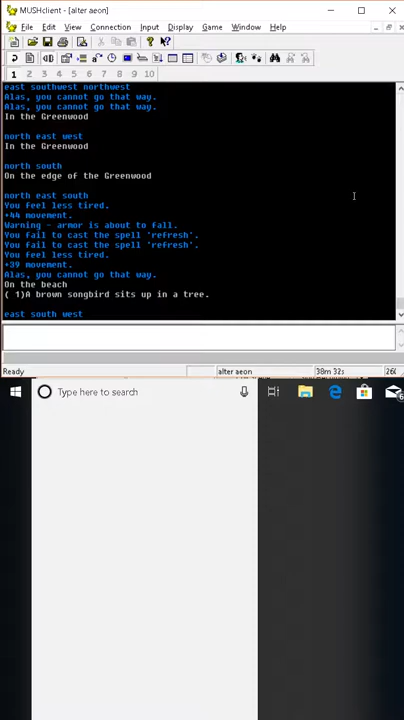 MUSHclient - [alter aeon]
File Edit View Connection Input Display Game Window Help
1 2 3 4 5 6 7 8 9 10
east southwest northwest
Alas, you cannot go that way.
Alas, you cannot go that way.
In the Greenwood
north east west
In the Greenwood
north south
On the edge of the Greenwood
north east south
You feel less tired.
+44 movement.
Warning - armor is about to fall.
You fail to cast the spell 'refresh'.
You fail to cast the spell 'refresh'.
You feel less tired.
+39 movement.
Alas, you cannot go that way.
On the beach
( 1)A brown songbird sits up in a tree.
east south west
Ready alter aeon 38m 32s 26
Type here to search
6